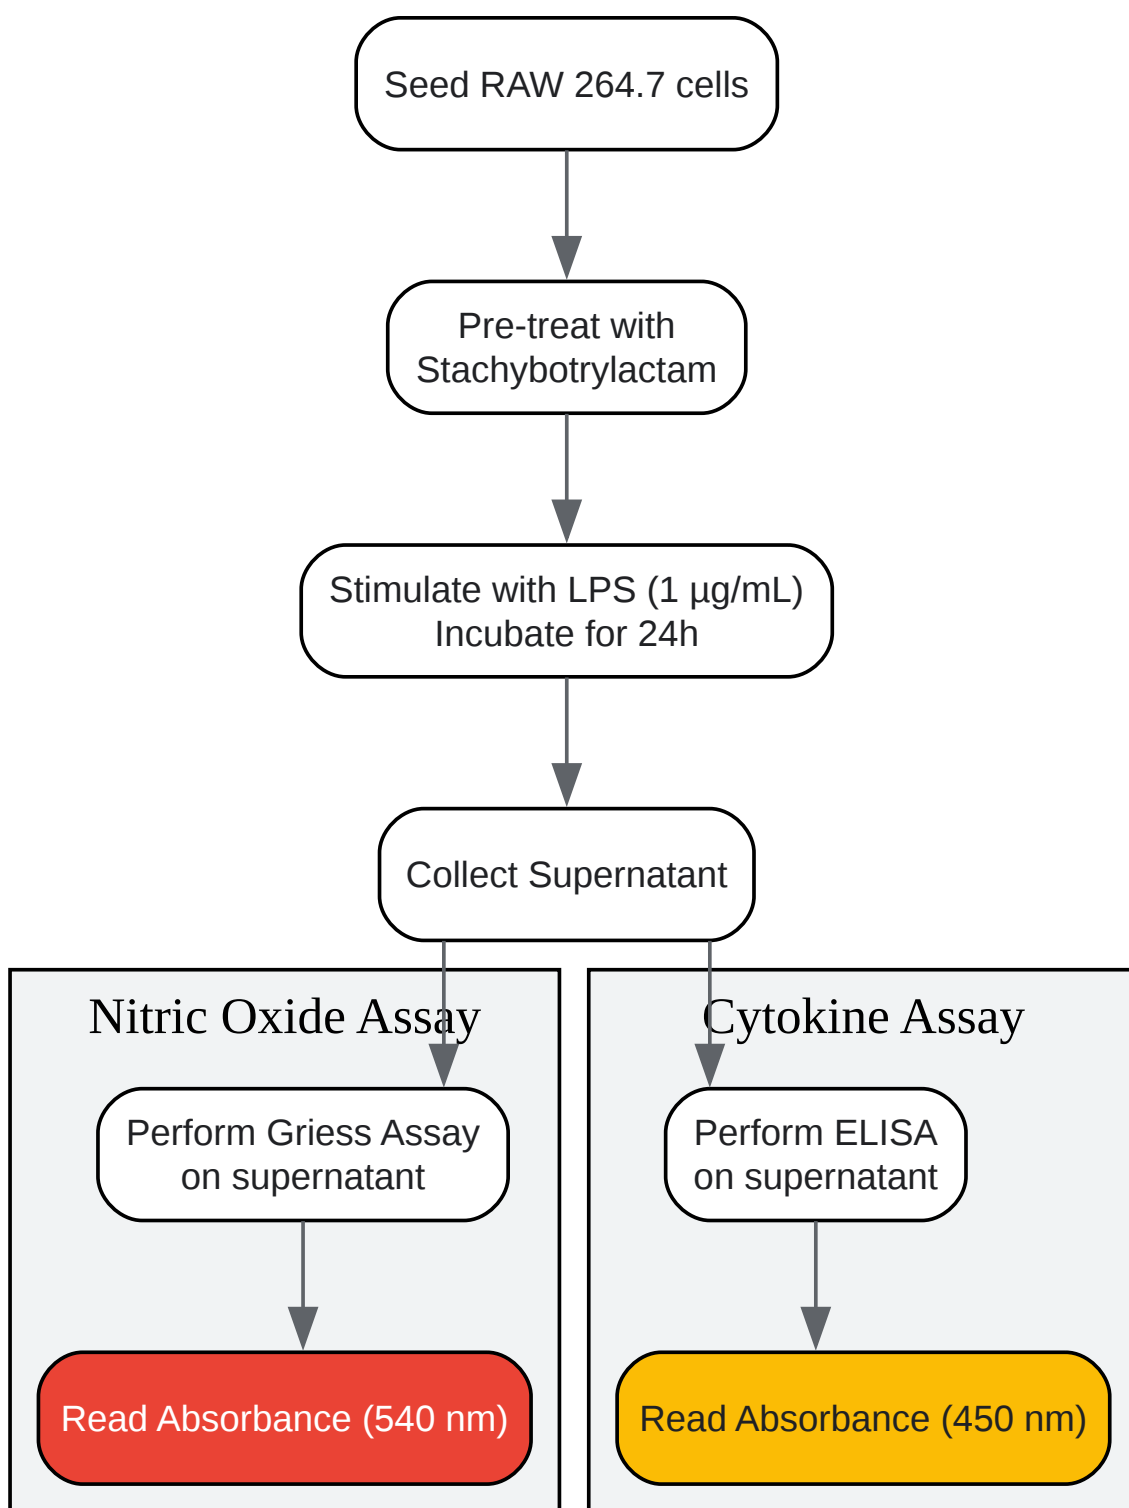 Seed RAW 264.7 cells
Pre-treat with
Stachybotrylactam
Stimulate with LPS (1 µg/mL)
Incubate for 24h
Collect Supernatant
Nitric Oxide Assay
Perform Griess Assay
on supernatant
Read Absorbance (540 nm)
Cytokine Assay
Perform ELISA
on supernatant
Read Absorbance (450 nm)